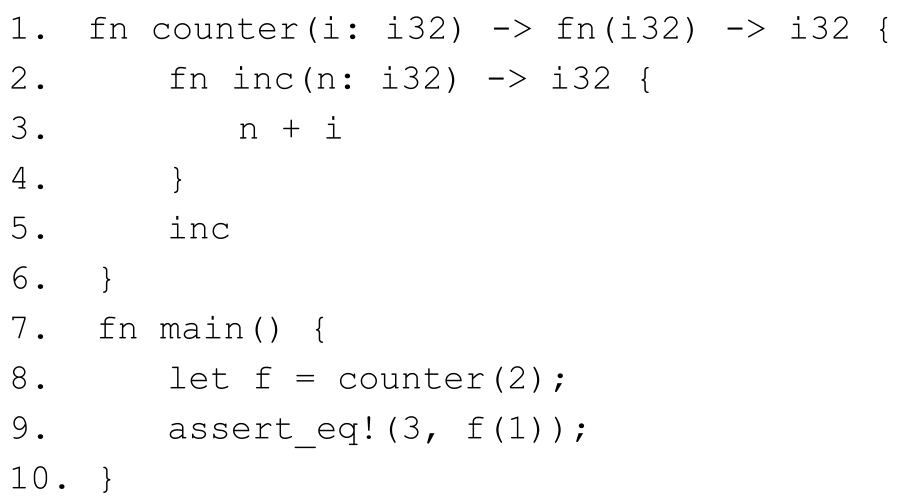 1.  fn counter(i: i32) -> fn(i32) -> i32 {
2.      fn inc(n: i32) -> i32 {
3.          n + i
4.      }
5.      inc
6.  }
7.  fn main() {
8.      let f = counter(2);
9.      assert_eq!(3, f(1));
10. }